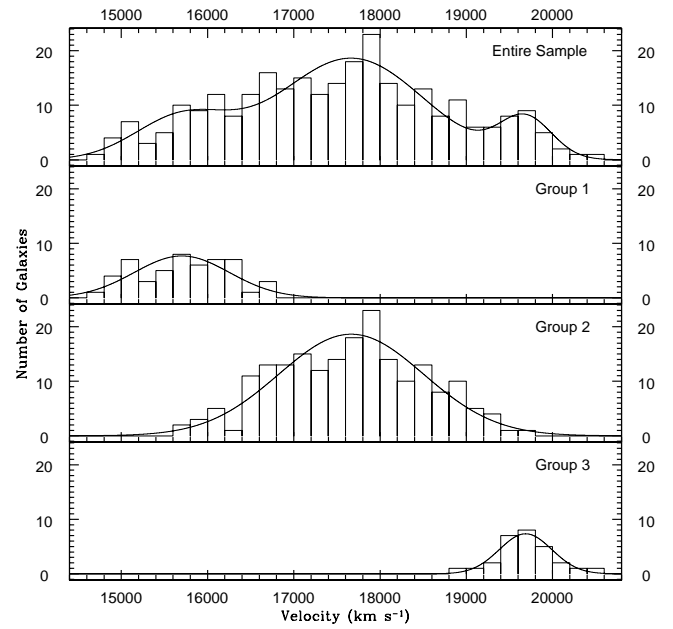 15000 16000 17000 18000 19000 20000
20 Entire Sample 20
10 10
0 0
20 Group 1 20
10 10
0 0
Number of Galaxies
20 Group 2 20
10 10
0 0
20 Group 3 20
10 10
0 0
15000 16000 17000 18000 19000 20000
Velocity (km s⁻¹)